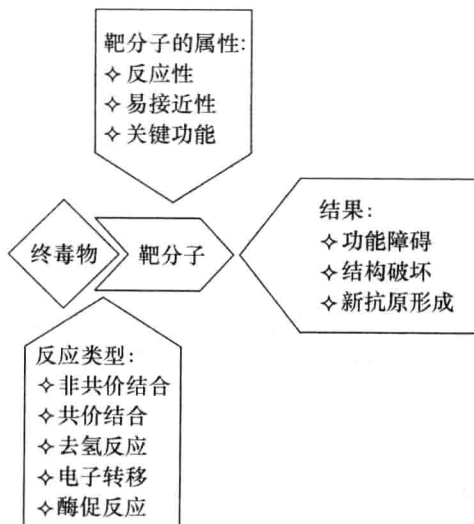 靶分子的属性:
✧反应性
✧易接近性
✧关键功能
终毒物
靶分子
结果:
✧功能障碍
✧结构破坏
✧新抗原形成
反应类型:
✧非共价结合
✧共价结合
✧去氢反应
✧电子转移
✧酶促反应